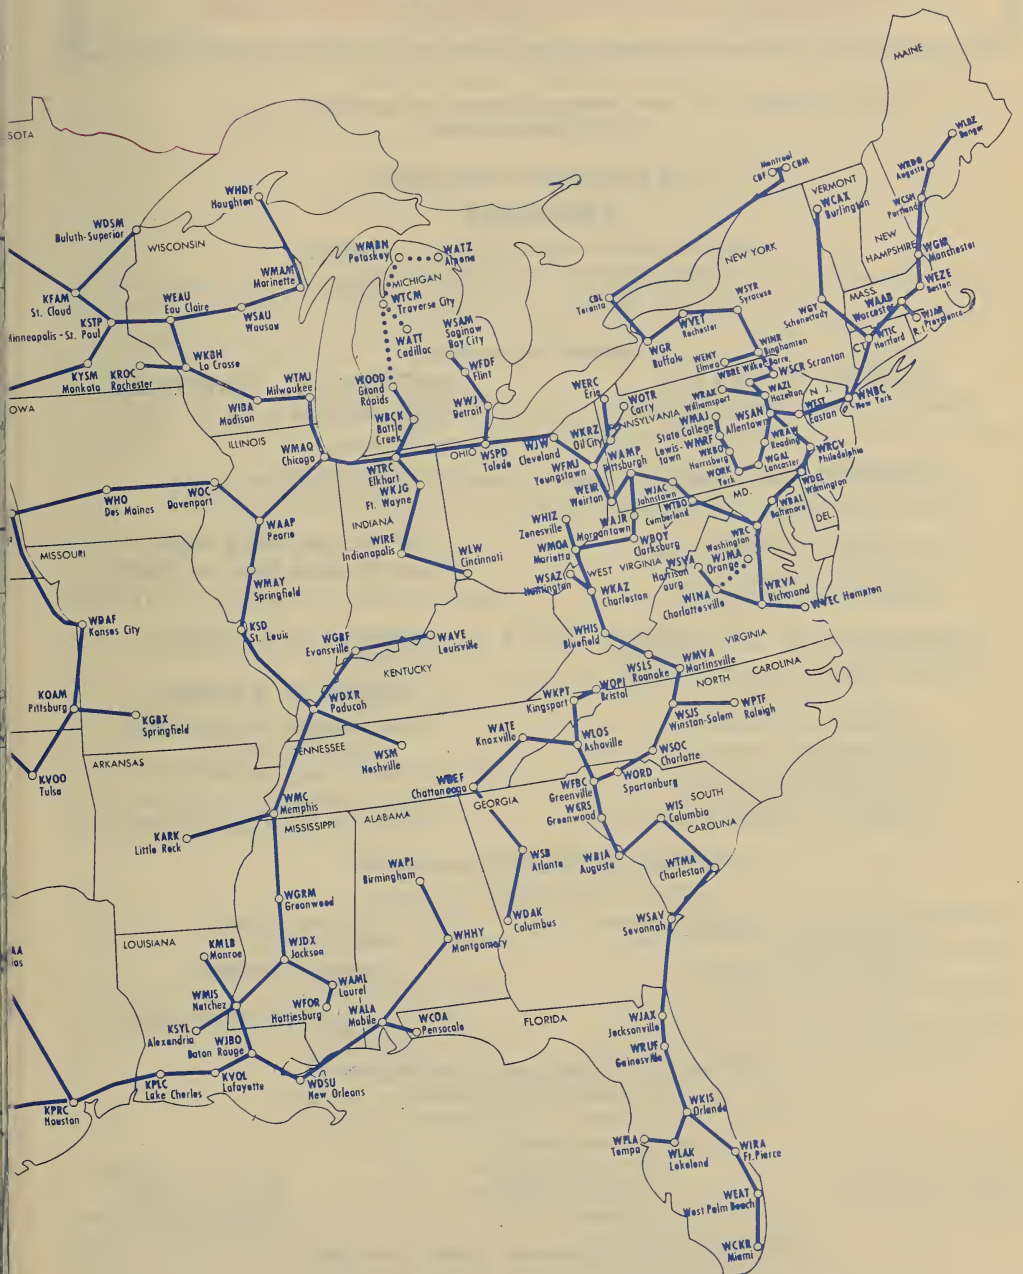 MAINE
SOTA
WLBZ
Bangor
WRDO
Augusta
Montreal
CBF
CBM
VERMONT
WCAX
Burlington
WCSH
Portland
WHDF
Houghton
WDSM
Duluth-Superior
WISCONSIN
WMBN
Petoskey
WATZ
Alpena
MICHIGAN
NEW YORK
NEW
HAMPSHIRE
WGIR
Manchester
WMAM
Marinette
WEAU
Eau Claire
WTCM
Traverse City
CBL
Toronto
WSYR
Syracuse
MASS.
WEZE
Boston
WAAB
Worcester
KFAM
St. Cloud
KSTP
Minneapolis-St. Paul
WSAU
Wausau
WATT
Cadillac
WSAM
Saginaw
Bay City
WVET
Rochester
WGY
Schenectady
WJAR
Providence
R.I.
WTIC
Hartford
CT.
KYSM
Mankato
KROC
Rochester
WKBH
La Crosse
WFDF
Flint
WGR
Buffalo
WENY
Elmira
WINR
Binghamton
WBRE Wilkes-Barre
WSCR Scranton
IOWA
WIBA
Madison
WTMJ
Milwaukee
WOOD
Grand
Rapids
WWJ
Detroit
WERC
Erie
WOTR
Corry
WRAK
Williamsport
WAZL
Hazelton
N. J.
WNBC
New York
WEST
Easton
ILLINOIS
WMAQ
Chicago
WBCK
Battle
Creek
OHIO
WSPD
Toledo
WJW
Cleveland
WKRZ
Oil City
PENNSYLVANIA
WMAJ
State College
WSAN
Allentown
WMRF
Lewis-
town
WRAW
Reading
WRCV
Philadelphia
WTRC
Elkhart
WKJG
Ft. Wayne
WFMJ
Youngstown
WAMP
Pittsburgh
WKBO
Harrisburg
WGAL
Lancaster
WORK
York
WHO
Des Moines
WOC
Davenport
WEIR
Weirton
WJAC
Johnstown
MD.
WDEL
Wilmington
WBAL
Baltimore
DEL.
WAAP
Peoria
INDIANA
WIRE
Indianapolis
WLW
Cincinnati
WHIZ
Zanesville
WAJR
Morgantown
WTBO
Cumberland
WRC
Washington
MISSOURI
WMOA
Marietta
WBOY
Clarksburg
WJMA
Orange
WSVA
Harrison
burg
WMAY
Springfield
WSAZ
Huntington
WEST VIRGINIA
WKAZ
Charleston
WINA
Charlottesville
WRVA
Richmond
WVEC Hampton
WDAF
Kansas City
KSD
St. Louis
WGBF
Evansville
WAVE
Louisville
WHIS
Bluefield
VIRGINIA
KENTUCKY
WSLS
Roanoke
WMVA
Martinsville
NORTH CAROLINA
KOAM
Pittsburg
KGBX
Springfield
WDXR
Paducah
WKPT
Kingsport
WOPI
Bristol
WSJS
Winston-Salem
WPTF
Raleigh
TENNESSEE
WSM
Nashville
WATE
Knoxville
WLOS
Asheville
WSOC
Charlotte
ARKANSAS
KVOO
Tulsa
WDEF
Chattanooga
WFBC
Greenville
WORD
Spartanburg
WMC
Memphis
MISSISSIPPI
ALABAMA
GEORGIA
WCRS
Greenwood
WIS
Columbia
SOUTH
CAROLINA
KARK
Little Rock
WAPI
Birmingham
WSB
Atlanta
WBIA
Augusta
WTMA
Charleston
WGRM
Greenwood
WDAK
Columbus
WSAV
Savannah
LOUISIANA
KMLB
Monroe
WJDX
Jackson
WHHY
Montgomery
WMIS
Natchez
WAML
Laurel
WFOR
Hattiesburg
WALA
Mobile
WCOA
Pensacola
FLORIDA
WJAX
Jacksonville
KSYL
Alexandria
WJBO
Baton Rouge
WRUF
Gainesville
KPLC
Lake Charles
KVOL
Lafayette
WDSU
New Orleans
KPRC
Houston
WKIS
Orlando
WFLA
Tampa
WLAK
Lakeland
WIRA
Ft. Pierce
WEAT
West Palm Beach
WCKR
Miami